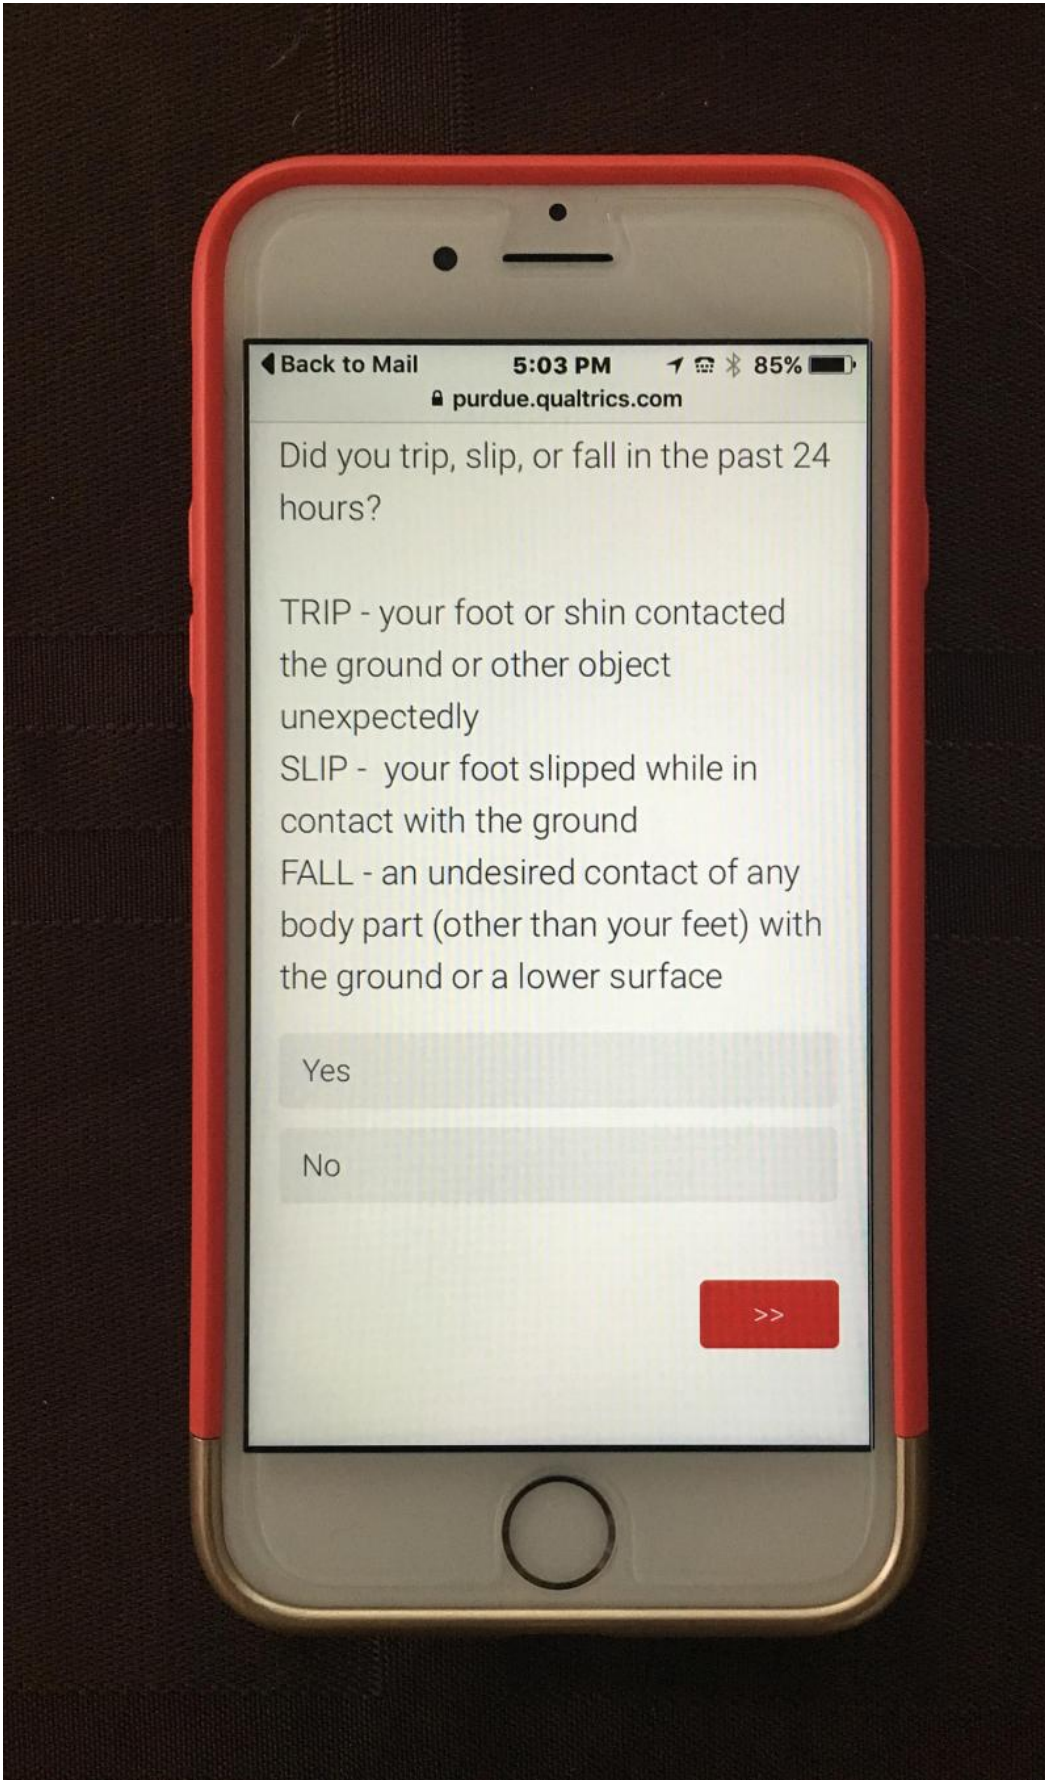 Back to Mail 5:03 PM 85%
purdue.qualtrics.com
Did you trip, slip, or fall in the past 24
hours?
TRIP - your foot or shin contacted
the ground or other object
unexpectedly
SLIP -  your foot slipped while in
contact with the ground
FALL - an undesired contact of any
body part (other than your feet) with
the ground or a lower surface
Yes
No
>>